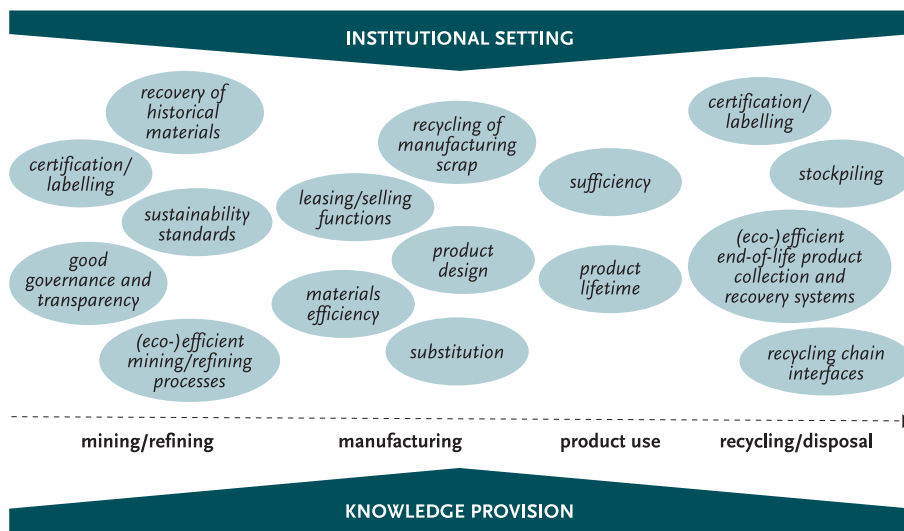 INSTITUTIONAL SETTING
recovery of
historical
materials
certification/
labelling
sustainability
standards
good
governance and
transparency
(eco-)efficient
mining/refining
processes
recycling of
manufacturing
scrap
leasing/selling
functions
product
design
materials
efficiency
substitution
sufficiency
product
lifetime
certification/
labelling
stockpiling
(eco-)efficient
end-of-life product
collection and
recovery systems
recycling chain
interfaces
mining/refining
manufacturing
product use
recycling/disposal
KNOWLEDGE PROVISION